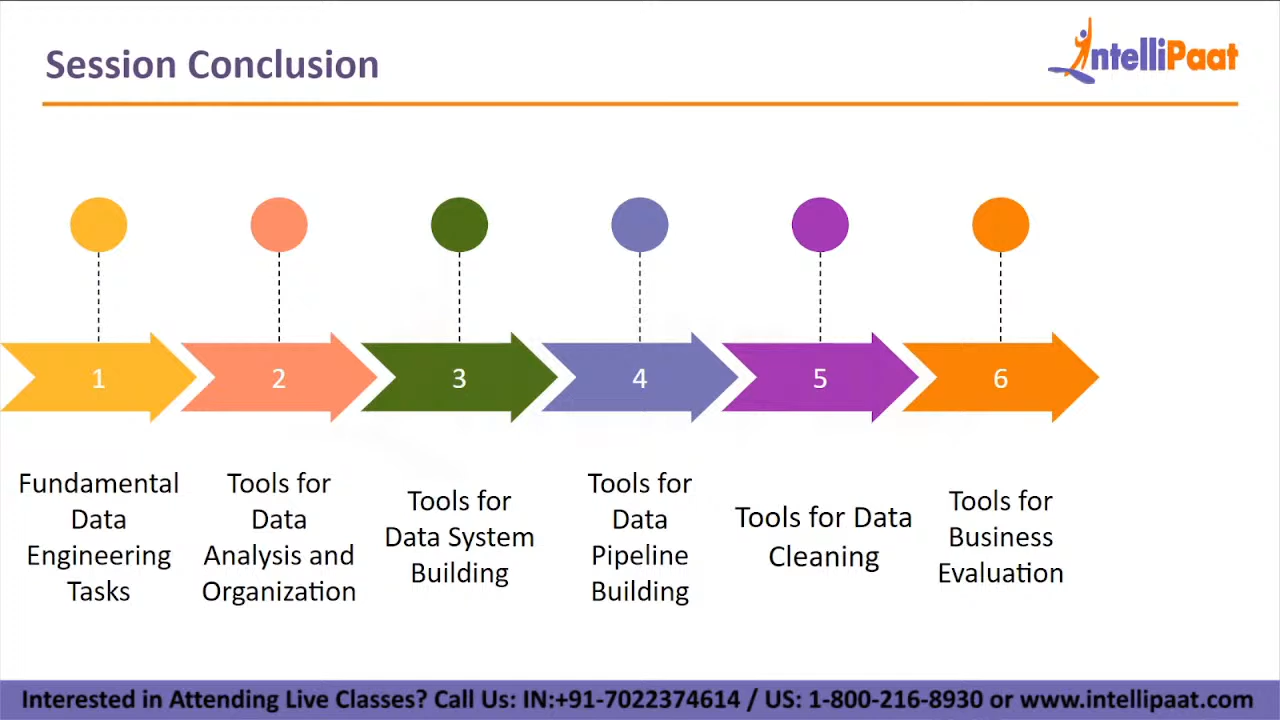 Session Conclusion
IntelliPaat
1
2
3
4
5
6
Fundamental
Data
Engineering
Tasks
Tools for
Data
Analysis and
Organization
Tools for
Data System
Building
Tools for
Data
Pipeline
Building
Tools for Data
Cleaning
Tools for
Business
Evaluation
Interested in Attending Live Classes? Call Us: IN:+91-7022374614 / US: 1-800-216-8930 or www.intellipaat.com